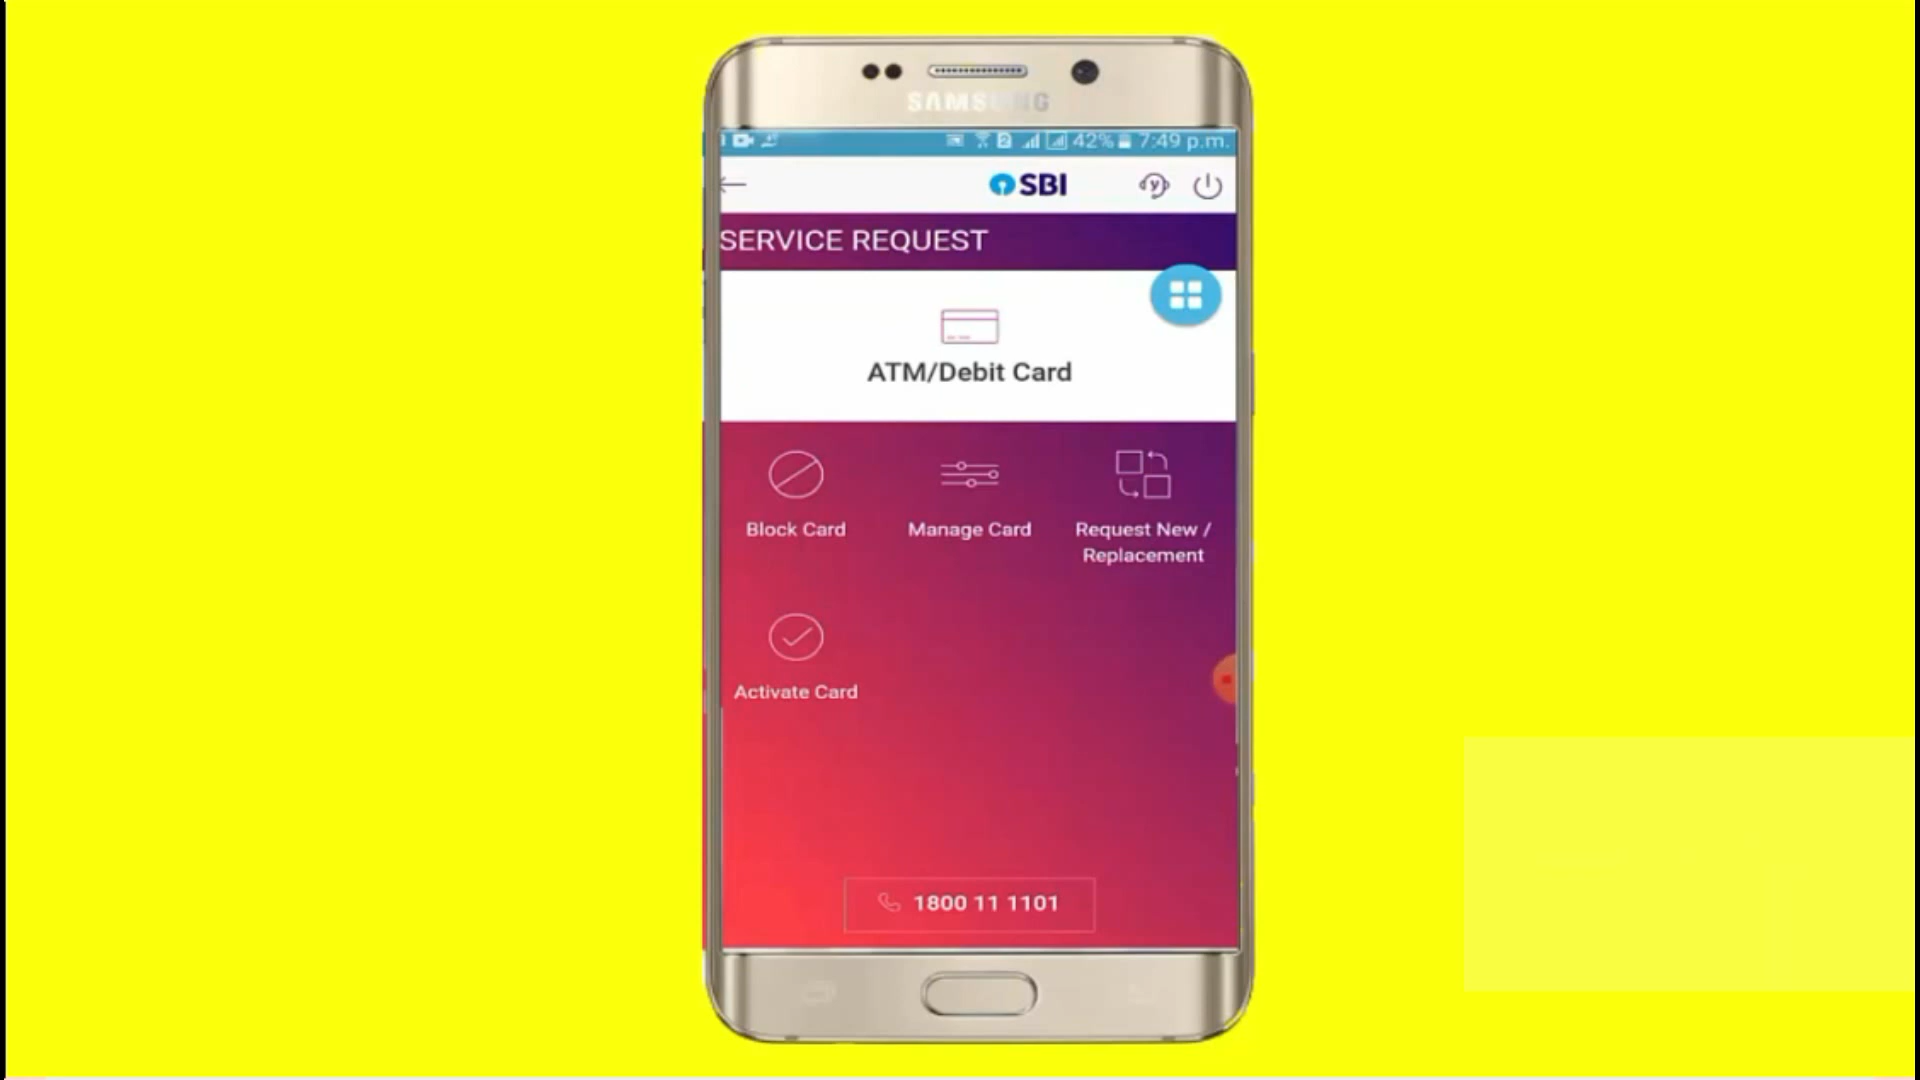 SAMSUNG
42% 7:49 p.m.
SBI
SERVICE REQUEST
ATM/Debit Card
Block Card
Manage Card
Request New /
Replacement
Activate Card
1800 11 1101